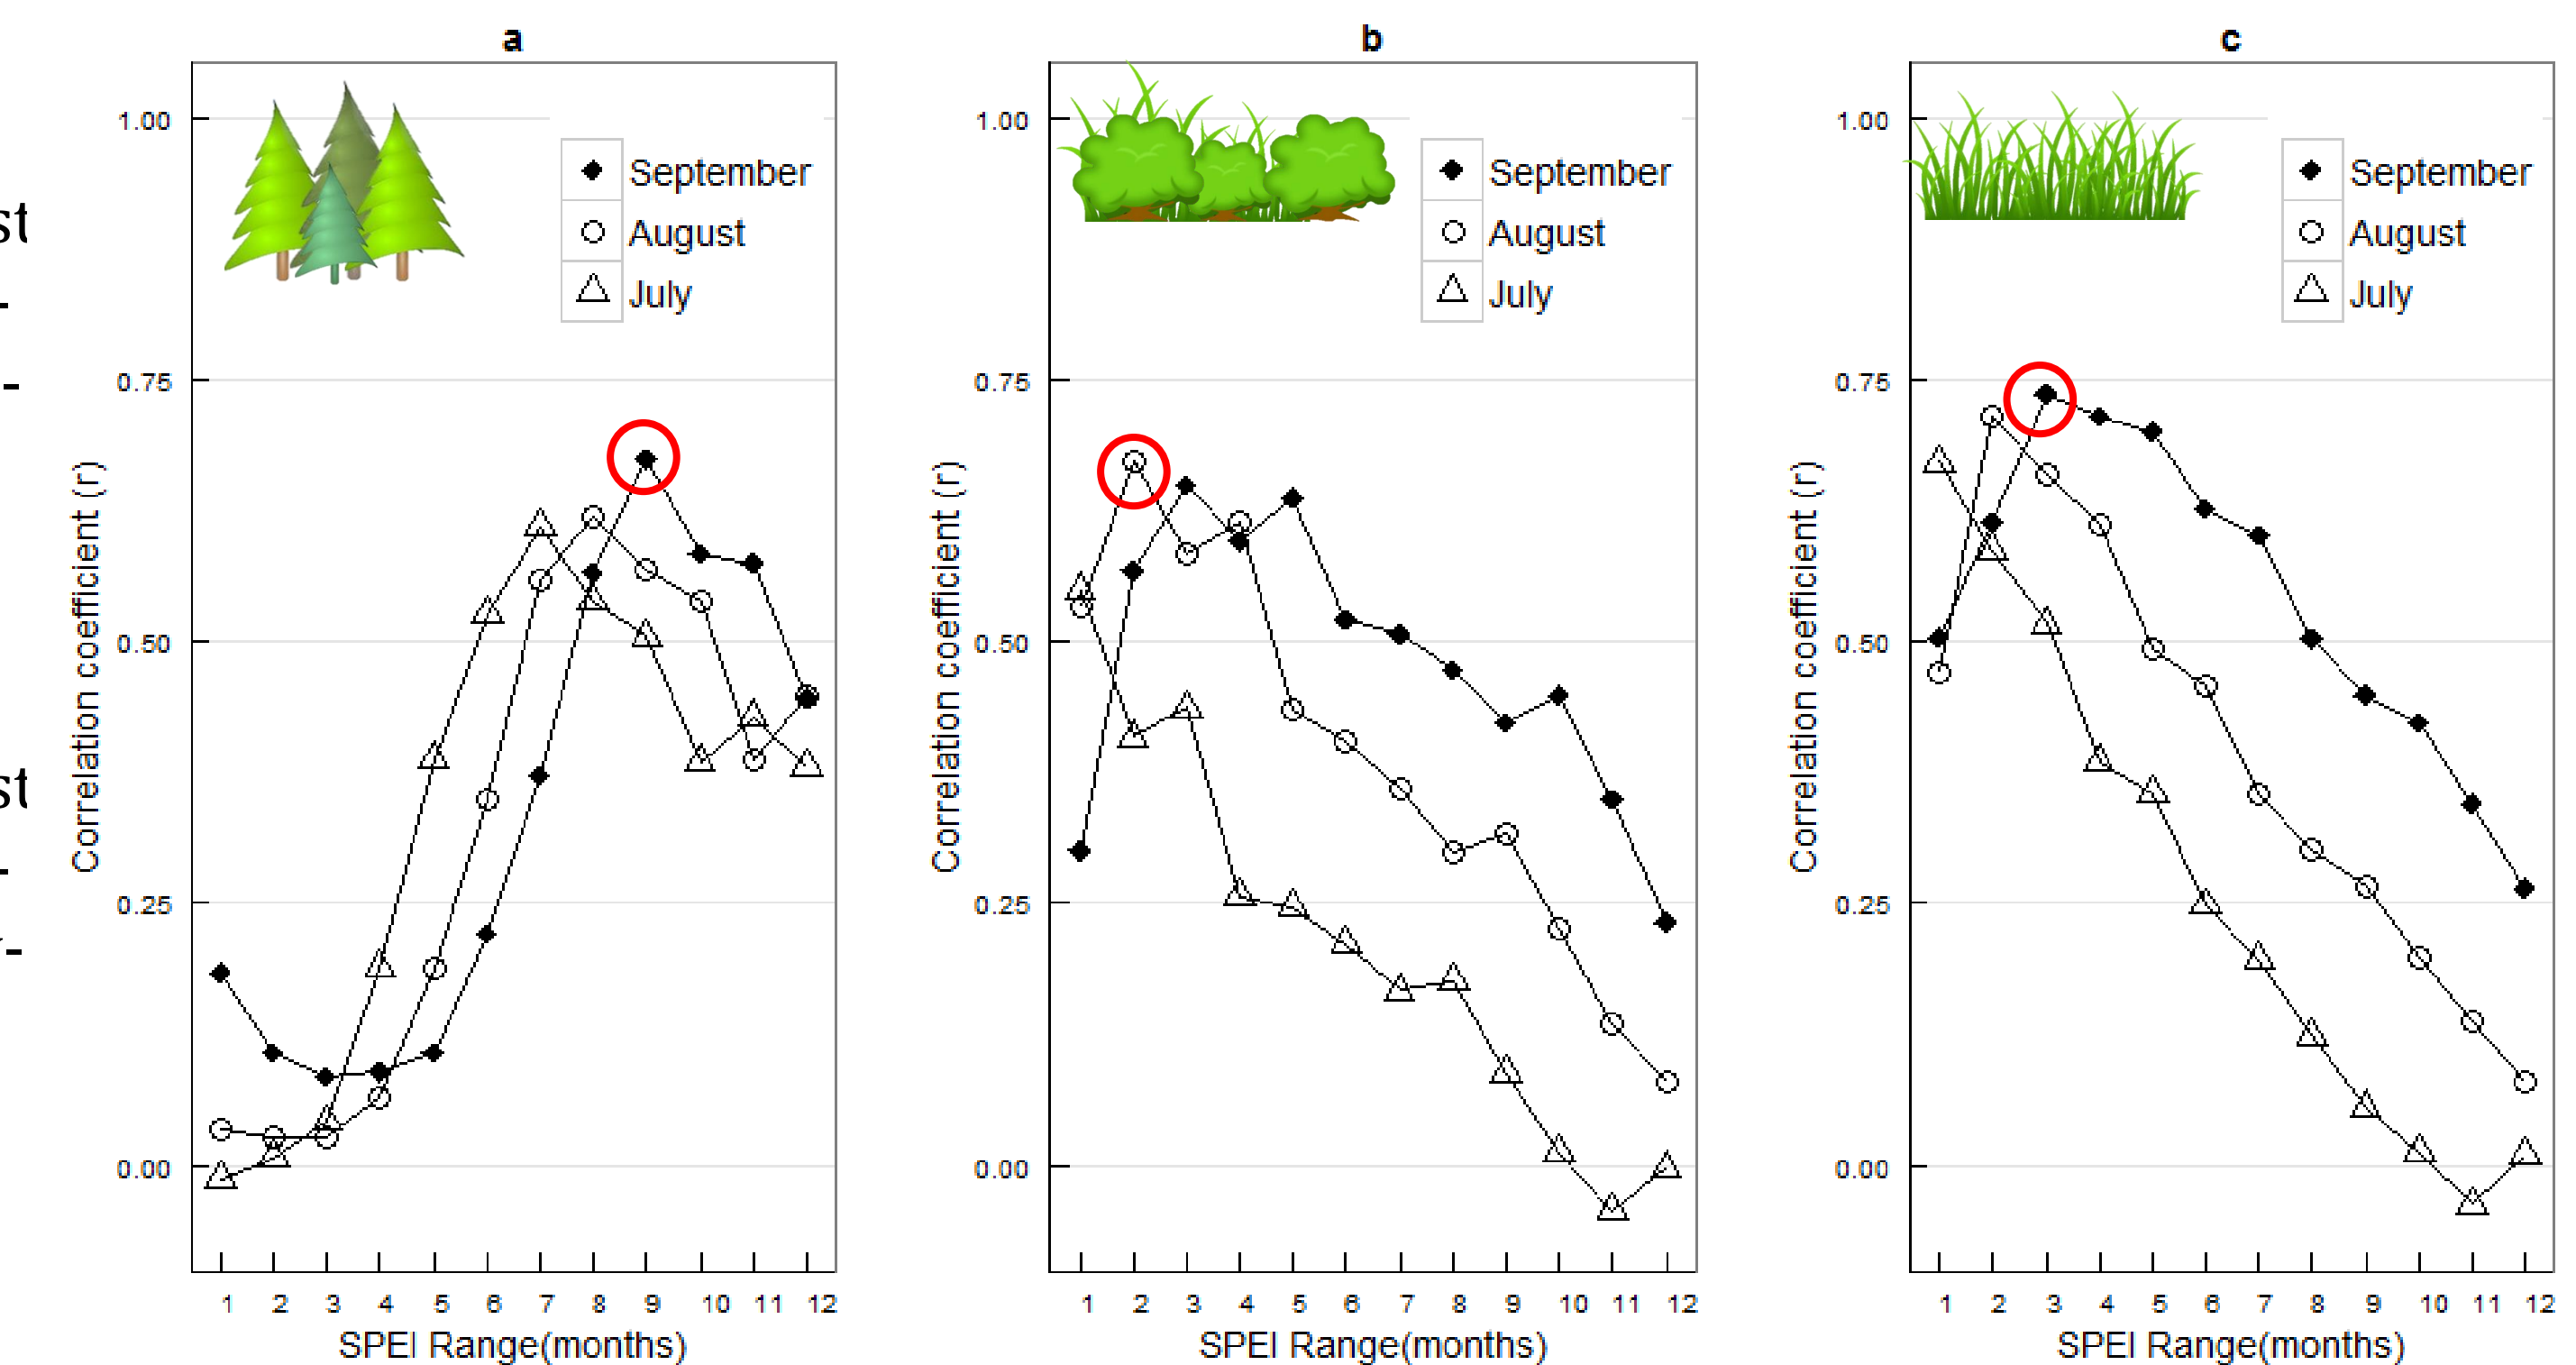 a
1.00
0.75
0.50
0.25
0.00
Correlation coefficient (r)
September
August
July
1 2 3 4 5 6 7 8 9 10 11 12
SPEI Range(months)
b
1.00
0.75
0.50
0.25
0.00
Correlation coefficient (r)
September
August
July
1 2 3 4 5 6 7 8 9 10 11 12
SPEI Range(months)
c
1.00
0.75
0.50
0.25
0.00
Correlation coefficient (r)
September
August
July
1 2 3 4 5 6 7 8 9 10 11 12
SPEI Range(months)